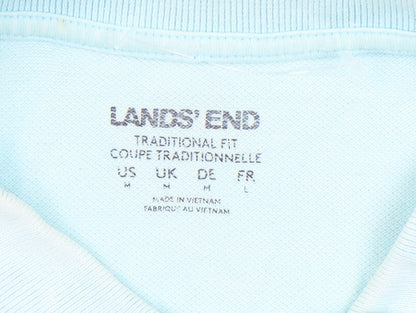 LANDS' END
TRADITIONAL FIT
COUPE TRADITIONNELLE
US UK DE FR
M M M L
MADE IN VIETNAM
FABRIQUÉ AU VIETNAM